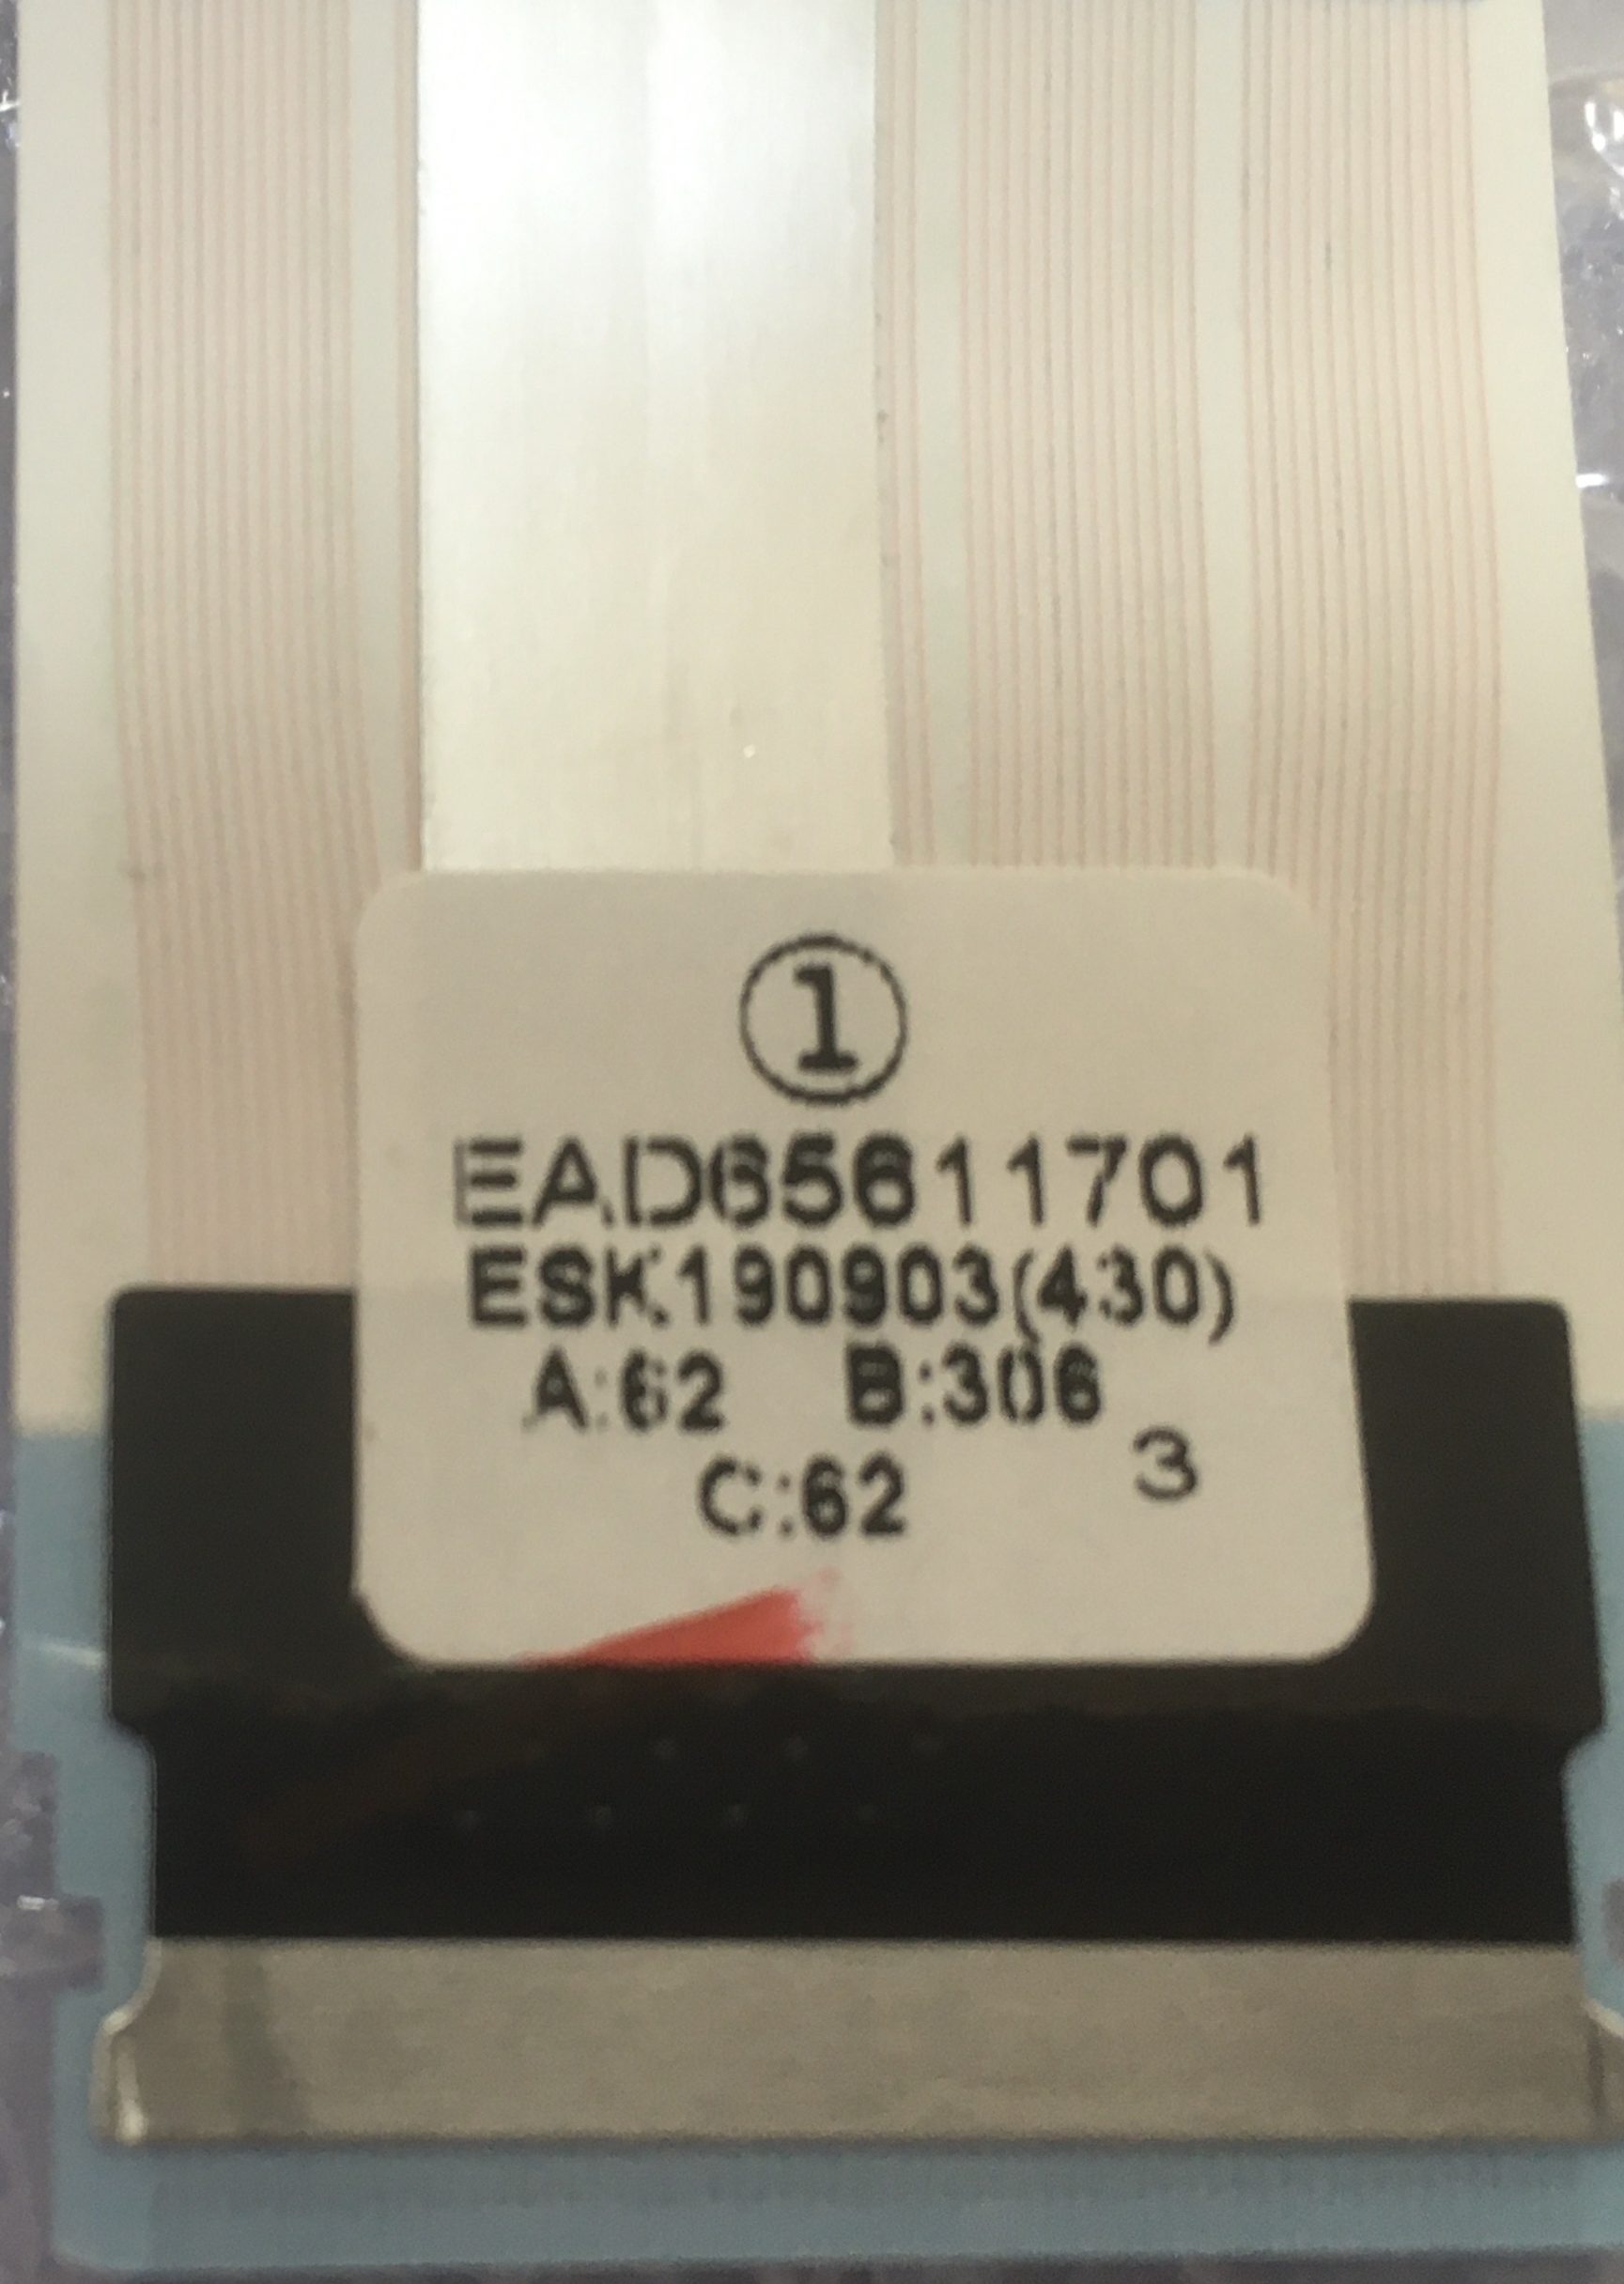 ①
EAD65611701
ESK190903(430)
A:62 B:306
C:62 3